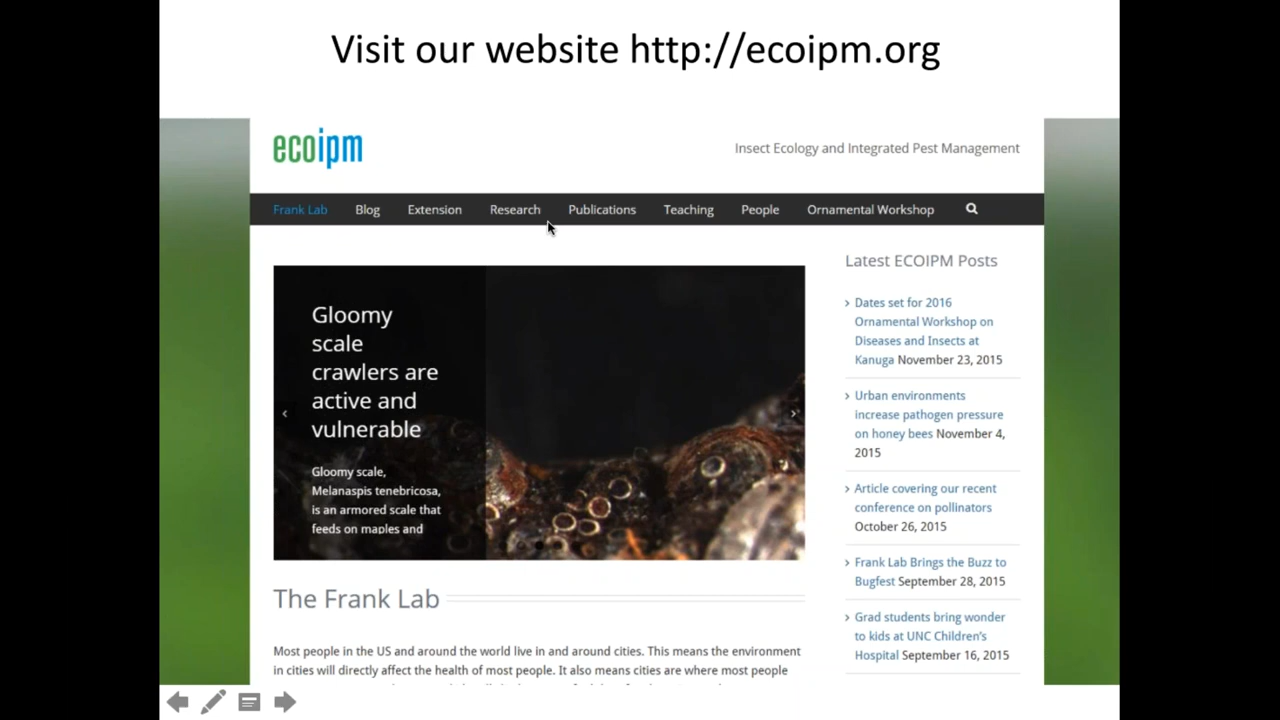 Visit our website http://ecoipm.org
ecoipm
Insect Ecology and Integrated Pest Management
Frank Lab Blog Extension Research Publications Teaching People Ornamental Workshop
Gloomy
scale
crawlers are
active and
vulnerable
Gloomy scale,
Melanaspis tenebricosa,
is an armored scale that
feeds on maples and
The Frank Lab
Most people in the US and around the world live in and around cities. This means the environment
in cities will directly affect the health of most people. It also means cities are where most people
Latest ECOIPM Posts
Dates set for 2016
Ornamental Workshop on
Diseases and Insects at
Kanuga November 23, 2015
Urban environments
increase pathogen pressure
on honey bees November 4,
2015
Article covering our recent
conference on pollinators
October 26, 2015
Frank Lab Brings the Buzz to
Bugfest September 28, 2015
Grad students bring wonder
to kids at UNC Children's
Hospital September 16, 2015